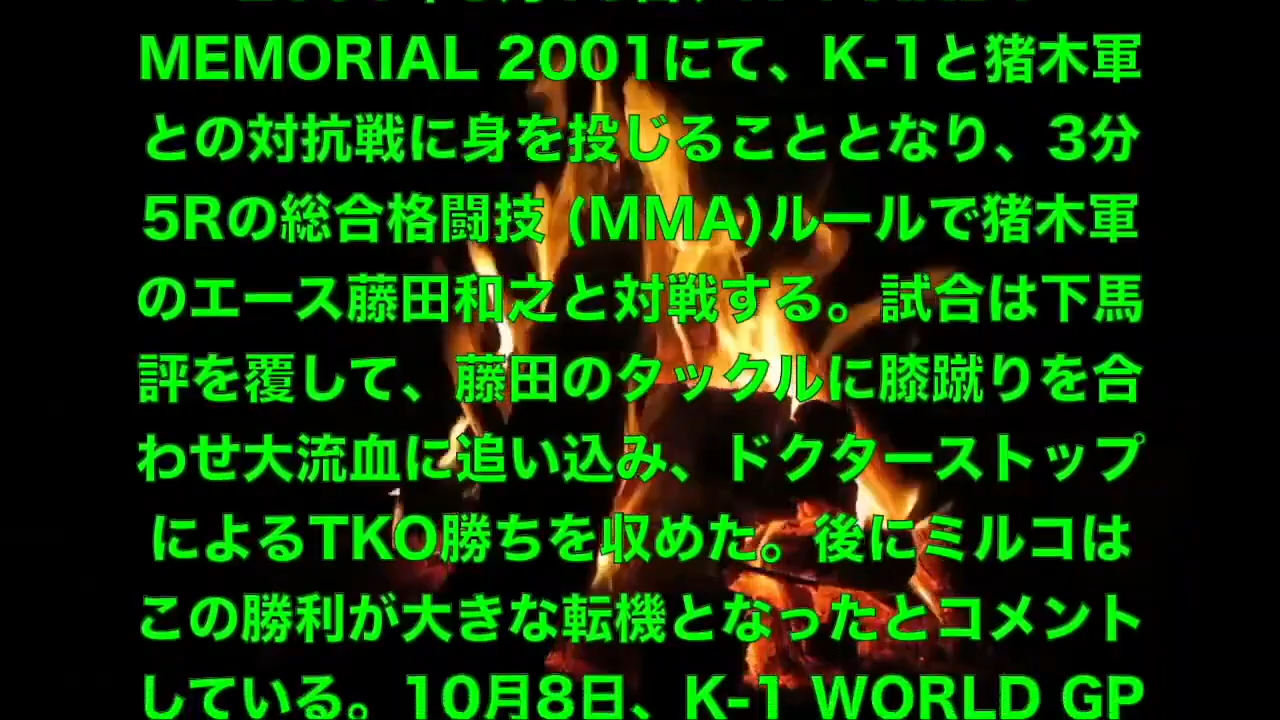 MEMORIAL 2001にて、K-1と猪木軍
との対抗戦に身を投じることとなり、3分
5Rの総合格闘技 (MMA)ルールで猪木軍
のエース藤田和之と対戦する。試合は下馬
評を覆して、藤田のタックルに膝蹴りを合
わせ大流血に追い込み、ドクターストップ
によるTKO勝ちを収めた。後にミルコは
この勝利が大きな転機となったとコメント
している。10月8日、K-1 WORLD GP